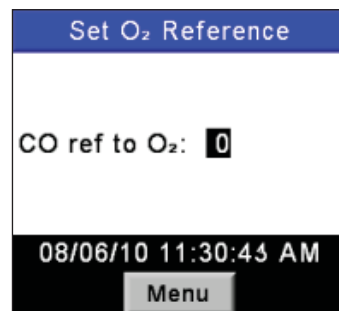 Set O₂ Reference
CO ref to O₂: 0
08/06/10 11:30:43 AM
Menu